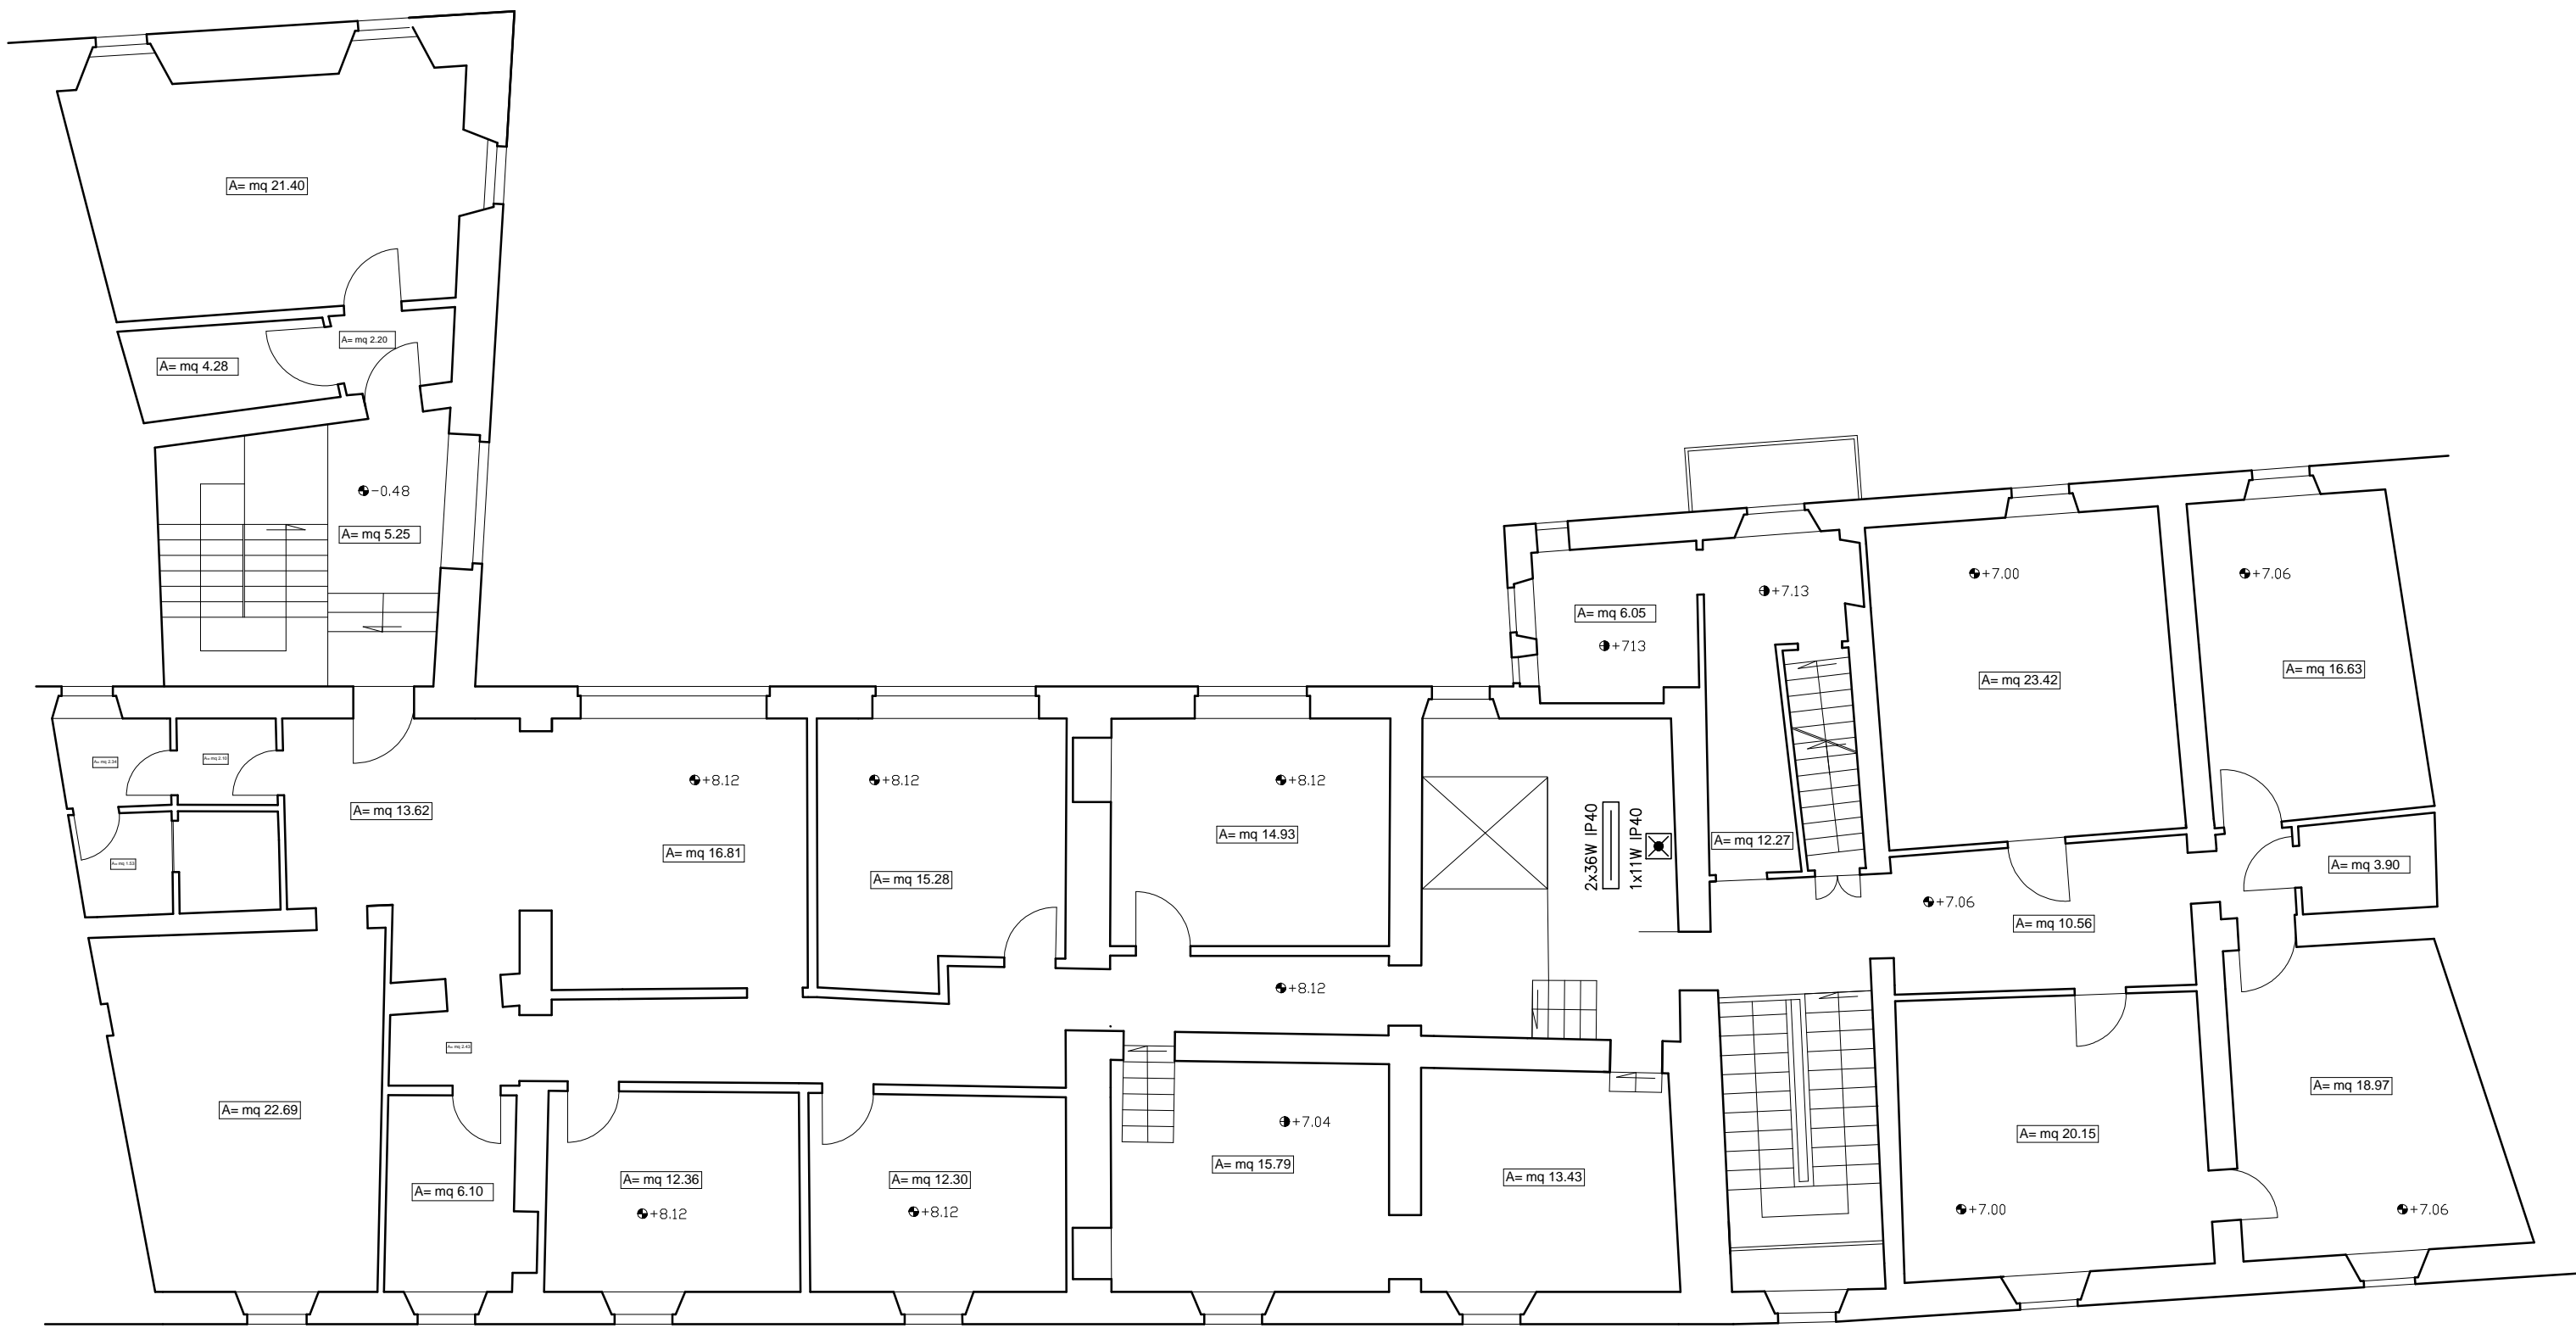 A= mq 21.40
A= mq 2.20
A= mq 4.28
-0.48
A= mq 5.25
+7.00
+7.06
+7.13
A= mq 6.05
+713
A= mq 16.63
A= mq 23.42
A= mq
A= mq
+8.12
+8.12
+8.12
A= mq 13.62
A= mq 14.93
2x36W IP40
1x11W IP40
A= mq 12.27
A= mq 16.81
A= mq 15.28
A= mq
A= mq 3.90
+7.06
A= mq 10.56
+8.12
A= mq
A= mq 18.97
A= mq 22.69
+7.04
A= mq 20.15
A= mq 15.79
A= mq 13.43
A= mq 12.36
A= mq 12.30
A= mq 6.10
+8.12
+8.12
+7.00
+7.06